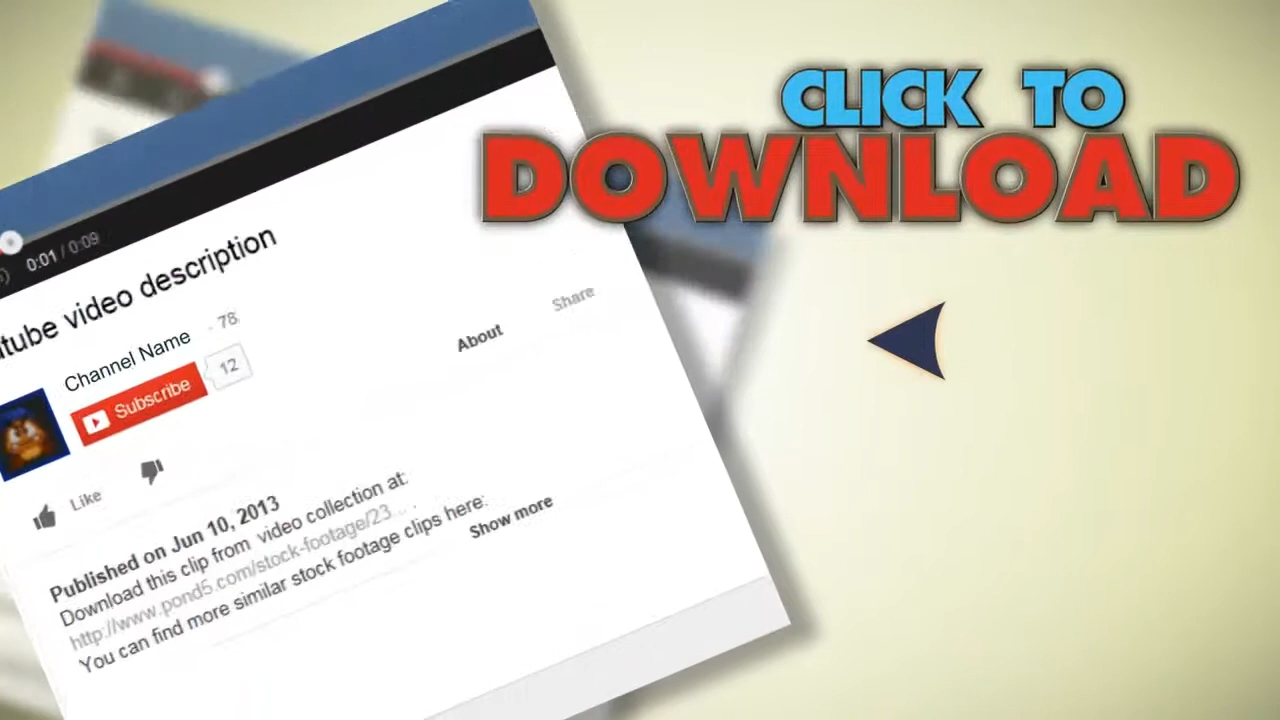 CLICK TO
DOWNLOAD
0:01 / 0:09
tube video description
Channel Name
78
Subscribe
12
About
Share
Like
Published on Jun 10, 2013
Download this clip from video collection at:
http://www.pond5.com/stock-footage/23...
You can find more similar stock footage clips here:
Show more